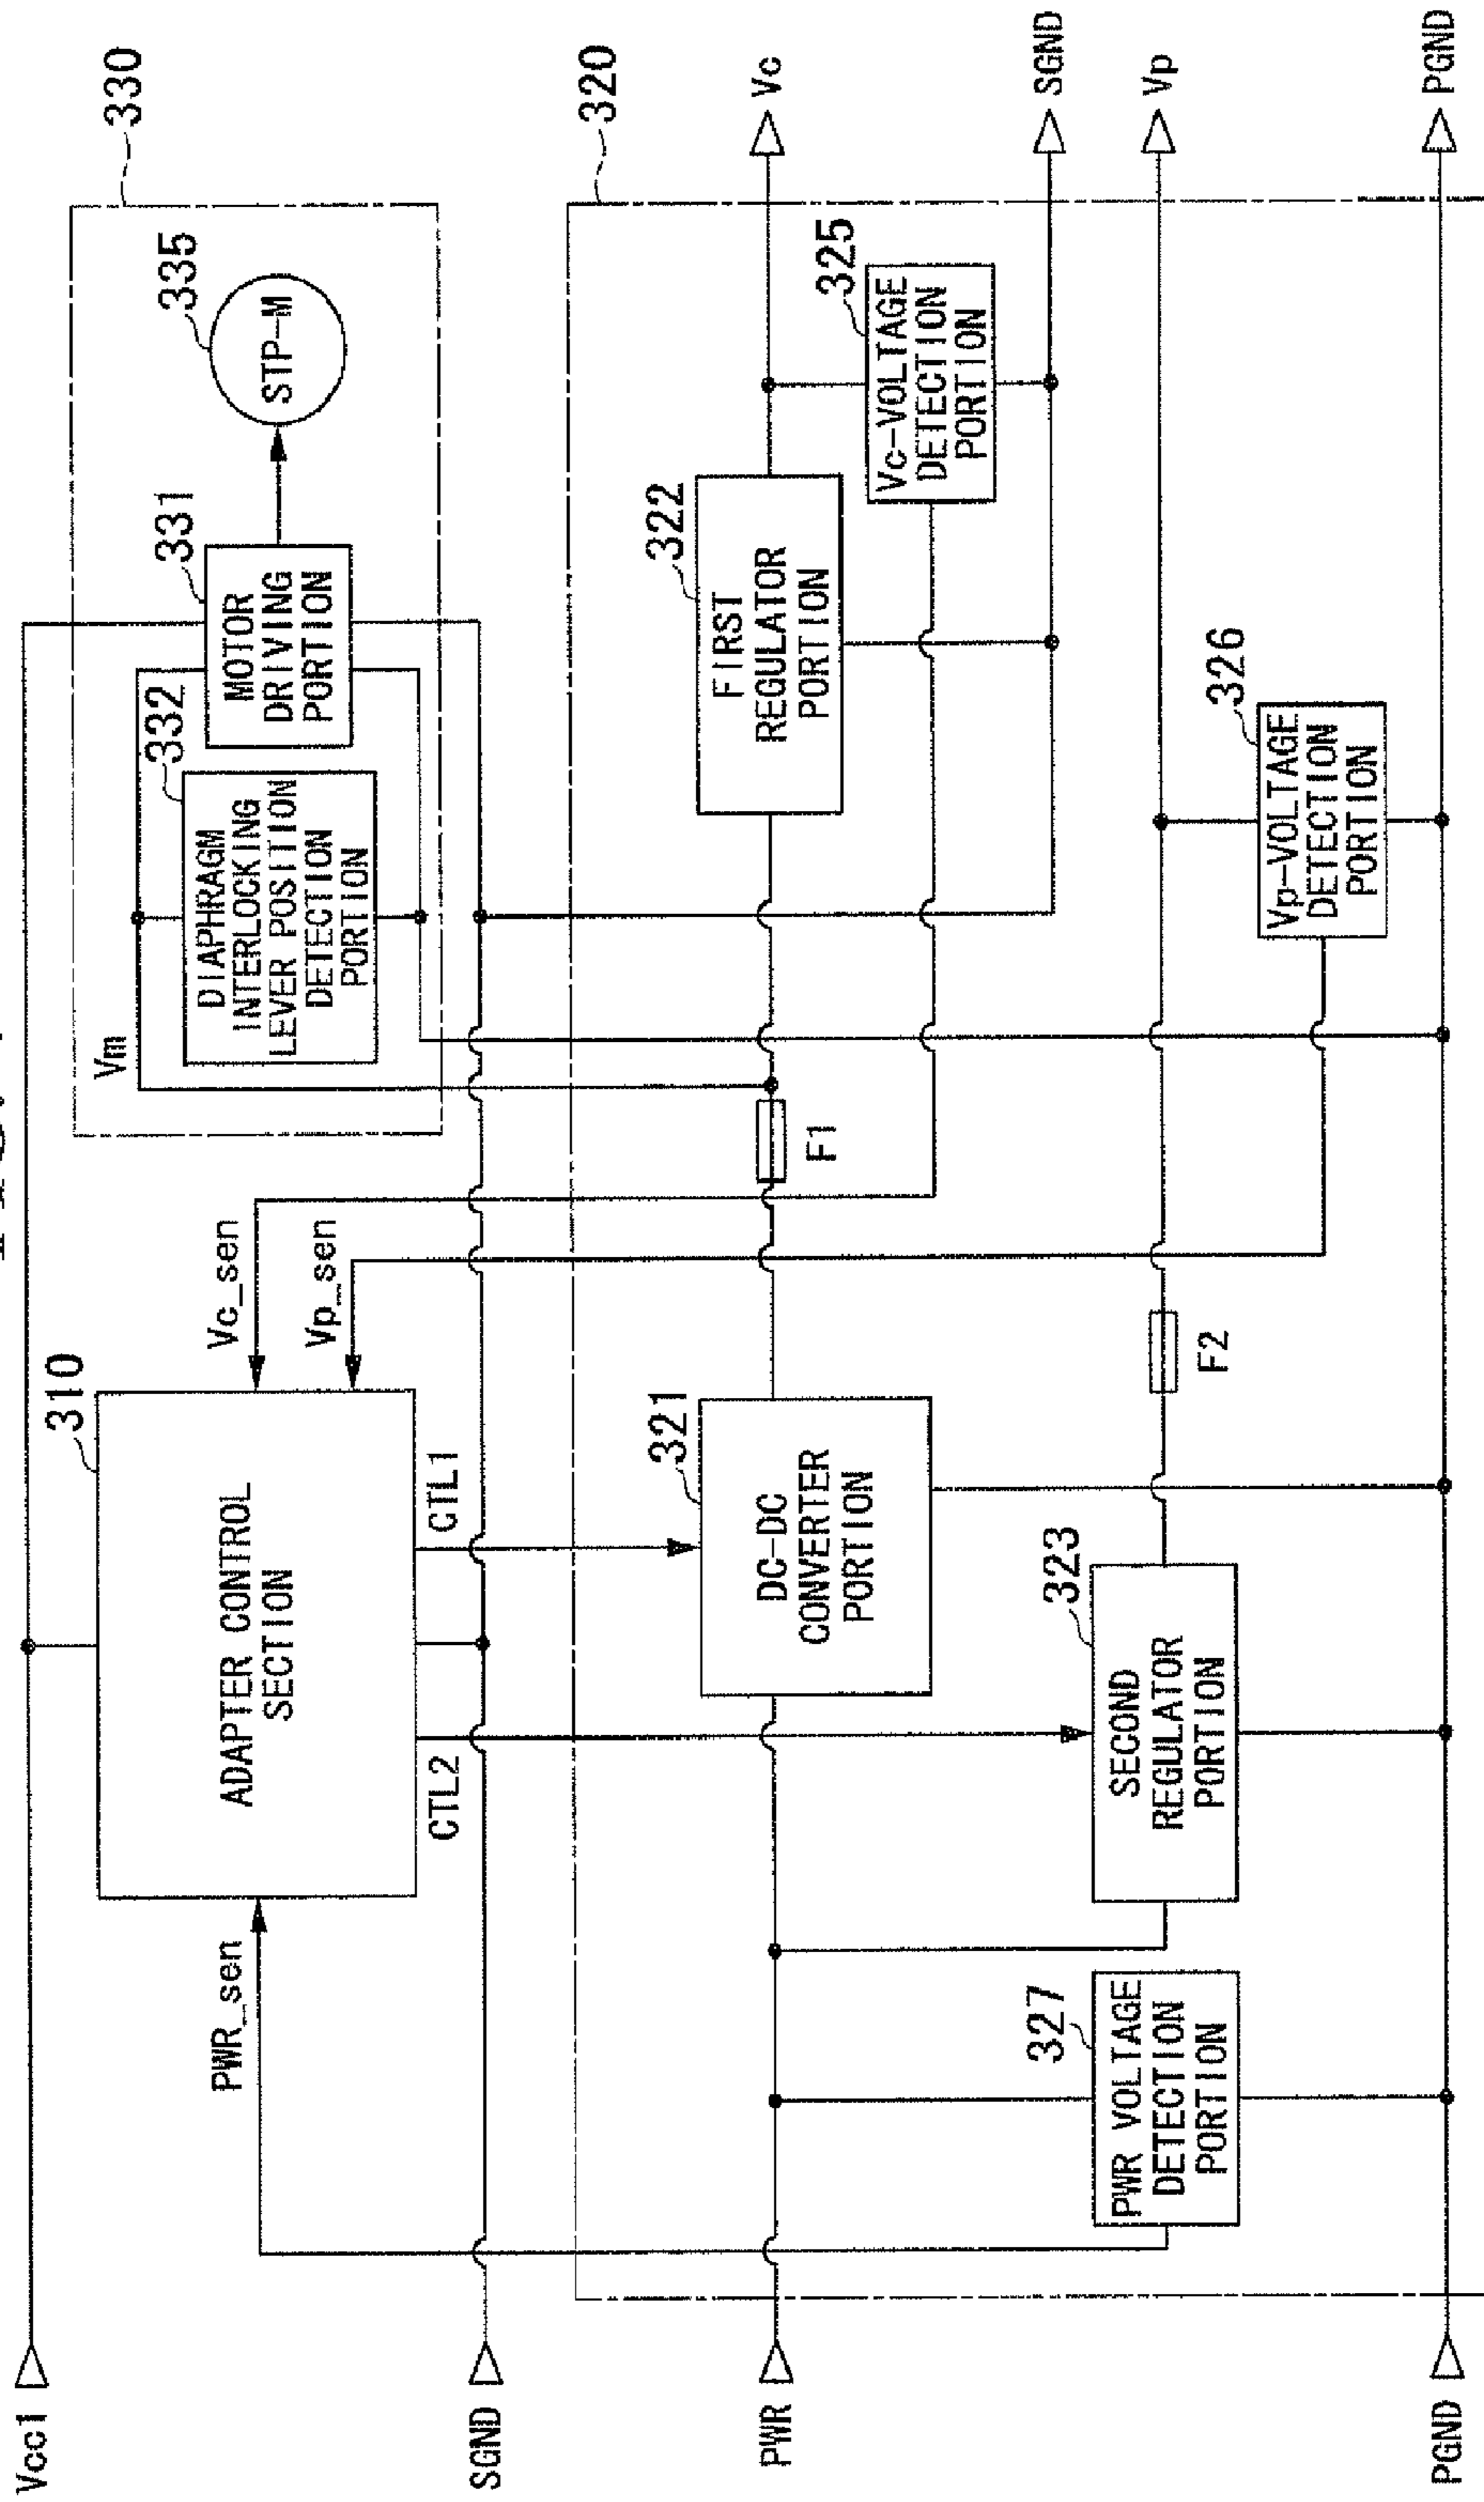 Vcc1
SGND
PWR
PGND
PWR_sen
310
ADAPTER CONTROL
SECTION
CTL2
CTL1
Vc_sen
Vp_sen
330
Vm
332
DIAPHRAGM
INTERLOCKING
LEVER POSITION
DETECTION
PORTION
331
MOTOR
DRIVING
PORTION
335
STP-M
320
327
PWR VOLTAGE
DETECTION
PORTION
323
SECOND
REGULATOR
PORTION
321
DC-DC
CONVERTER
PORTION
F1
F2
322
FIRST
REGULATOR
PORTION
325
Vc-VOLTAGE
DETECTION
PORTION
326
Vp-VOLTAGE
DETECTION
PORTION
Vc
SGND
Vp
PGND